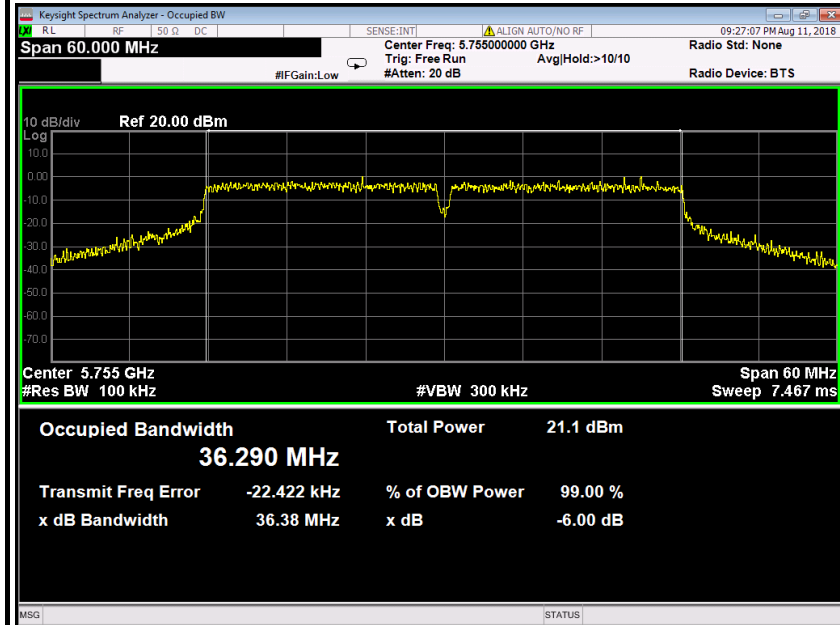 Keysight Spectrum Analyzer - Occupied BW
LXI RL RF 50 Ω DC SENSE:INT ALIGN AUTO/NO RF 09:27:07 PM Aug 11, 2018
Span 60.000 MHz
Center Freq: 5.755000000 GHz Radio Std: None
Trig: Free Run Avg|Hold:>10/10
#IFGain:Low #Atten: 20 dB Radio Device: BTS
10 dB/div Ref 20.00 dBm
Log
10.0
0.00
-10.0
-20.0
-30.0
-40.0
-50.0
-60.0
-70.0
Center 5.755 GHz Span 60 MHz
#Res BW 100 kHz #VBW 300 kHz Sweep 7.467 ms
Occupied Bandwidth Total Power 21.1 dBm
36.290 MHz
Transmit Freq Error -22.422 kHz % of OBW Power 99.00 %
x dB Bandwidth 36.38 MHz x dB -6.00 dB
MSG STATUS